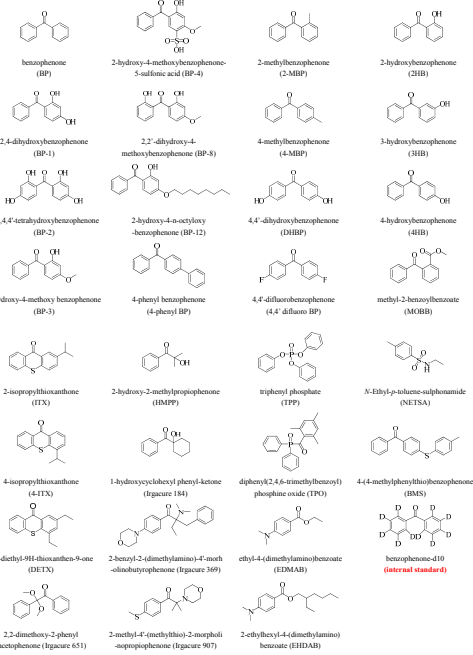 benzophenone
(BP)
2-hydroxy-4-methoxybenzophenone-
5-sulfonic acid (BP-4)
2-methylbenzophenone
(2-MBP)
2-hydroxybenzophenone
(2HB)
2,4-dihydroxybenzophenone
(BP-1)
2,2'-dihydroxy-4-
methoxybenzophenone (BP-8)
4-methylbenzophenone
(4-MBP)
3-hydroxybenzophenone
(3HB)
,4,4'-tetrahydroxybenzophenone
(BP-2)
2-hydroxy-4-n-octyloxy
-benzophenone (BP-12)
4,4'-dihydroxybenzophenone
(DHBP)
4-hydroxybenzophenone
(4HB)
droxy-4-methoxy benzophenone
(BP-3)
4-phenyl benzophenone
(4-phenyl BP)
4,4'-difluorobenzophenone
(4,4' difluoro BP)
methyl-2-benzoylbenzoate
(MOBB)
2-isopropylthioxanthone
(ITX)
2-hydroxy-2-methylpropiophenone
(HMPP)
triphenyl phosphate
(TPP)
N-Ethyl-p-toluene-sulphonamide
(NETSA)
4-isopropylthioxanthone
(4-ITX)
1-hydroxycyclohexyl phenyl-ketone
(Irgacure 184)
diphenyl(2,4,6-trimethylbenzoyl)
phosphine oxide (TPO)
4-(4-methylphenylthio)benzophenone
(BMS)
-diethyl-9H-thioxanthen-9-one
(DETX)
2-benzyl-2-(dimethylamino)-4'-morph
-olinobutyrophenone (Irgacure 369)
ethyl-4-(dimethylamino)benzoate
(EDMAB)
benzophenone-d10
(internal standard)
2,2-dimethoxy-2-phenyl
acetophenone (Irgacure 651)
2-methyl-4'-(methylthio)-2-morpholi
-nopropiophenone (Irgacure 907)
2-ethylhexyl-4-(dimethylamino)
benzoate (EHDAB)